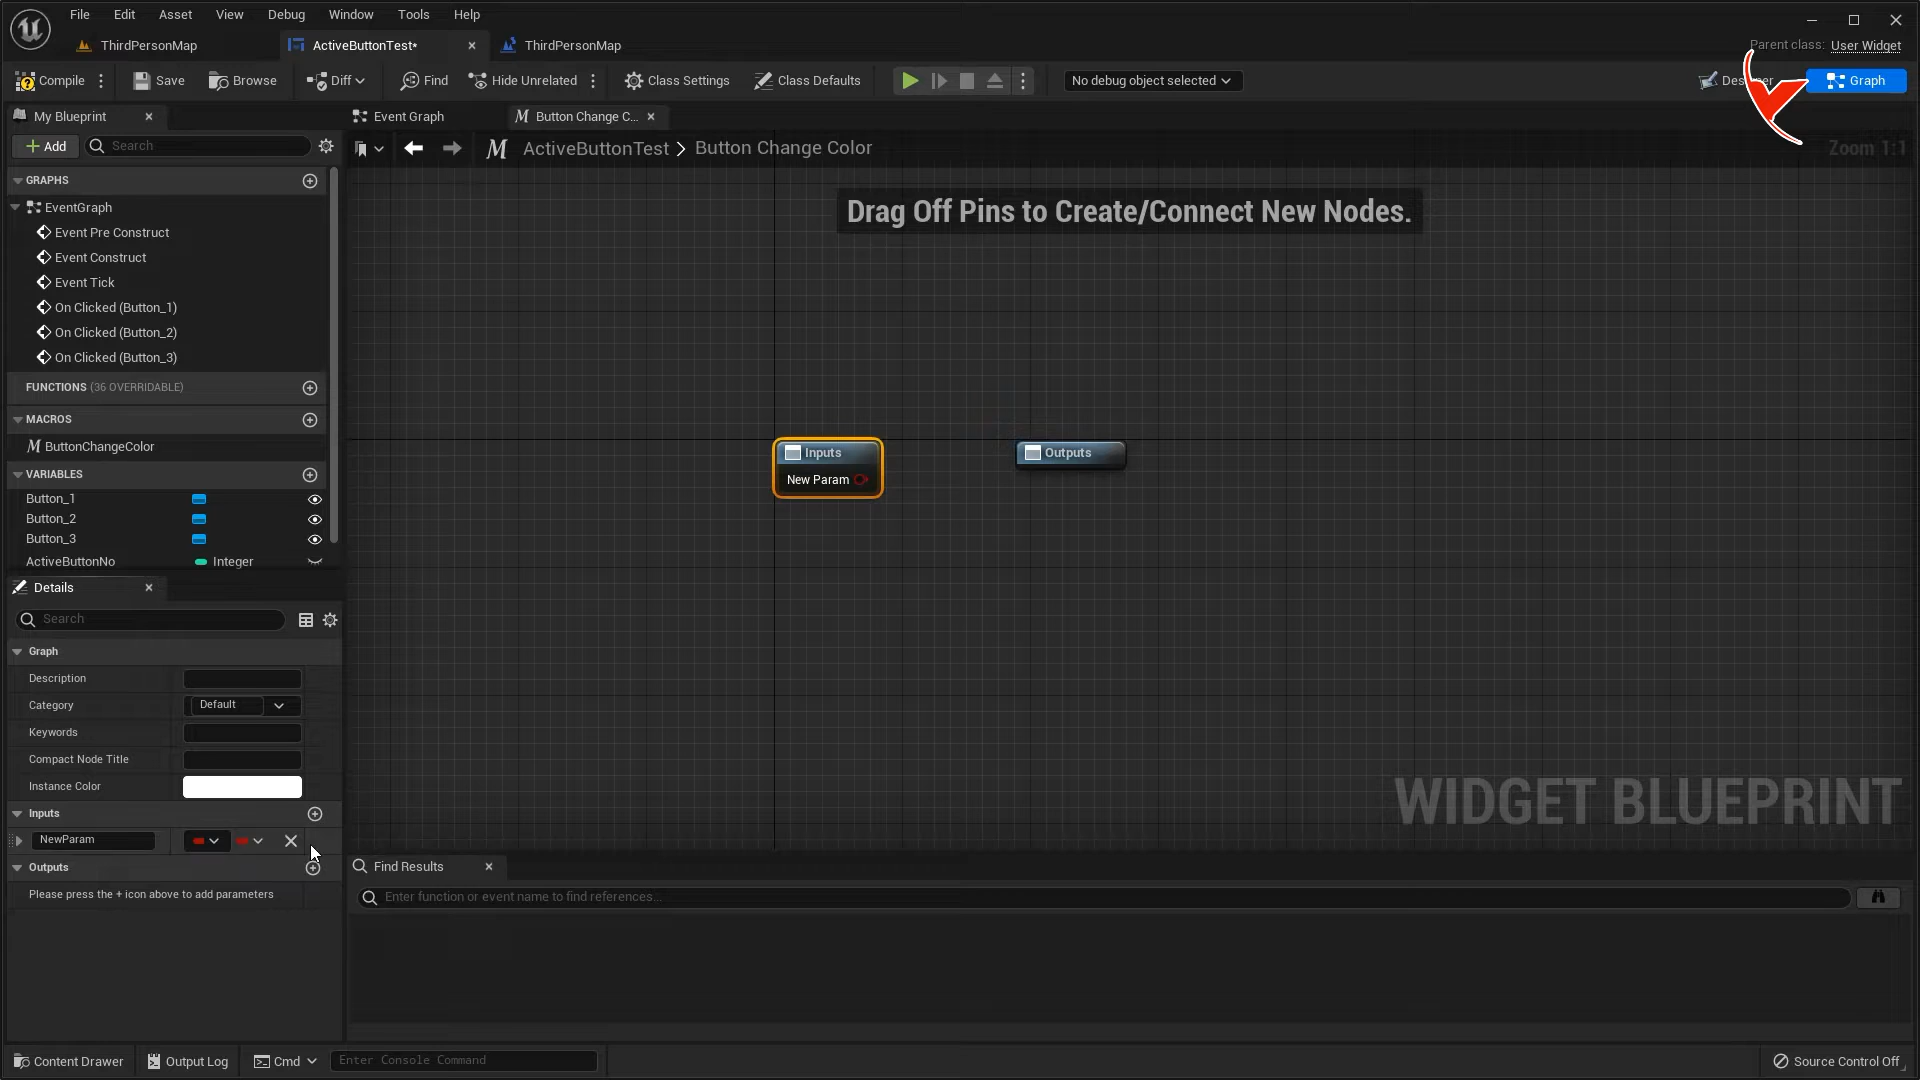 File Edit Asset View Debug Window Tools Help
ThirdPersonMap ActiveButtonTest* ThirdPersonMap
Parent class: User Widget
Compile Save Browse Diff Find Hide Unrelated Class Settings Class Defaults No debug object selected Graph
My Blueprint Event Graph Button Change C...
Add Search ActiveButtonTest > Button Change Color Zoom 1:1
GRAPHS
Drag Off Pins to Create/Connect New Nodes.
EventGraph
Event Pre Construct
Event Construct
Event Tick
On Clicked (Button_1)
On Clicked (Button_2)
On Clicked (Button_3)
FUNCTIONS (36 OVERRIDABLE)
MACROS
ButtonChangeColor
Inputs Outputs
New Param
VARIABLES
Button_1
Button_2
Button_3
ActiveButtonNo Integer
Details
Search
Graph
Description
Category Default
Keywords
Compact Node Title
Instance Color
WIDGET BLUEPRINT
Inputs
NewParam
Outputs
Please press the + icon above to add parameters
Find Results
Enter function or event name to find references...
Content Drawer Output Log Cmd Enter Console Command Source Control Off